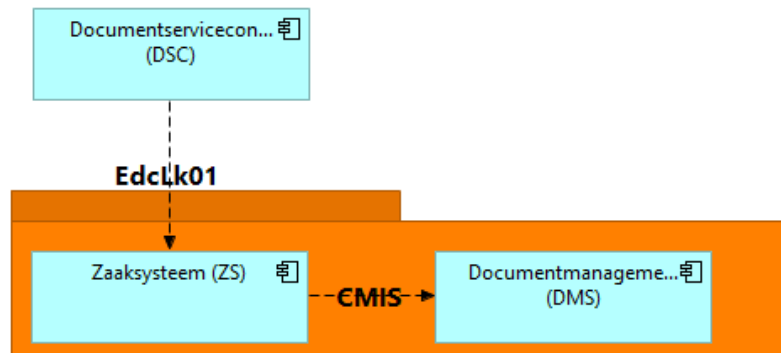 Documentservicecon...
(DSC)
EdcLk01
Zaaksysteem (ZS)
CMIS
Documentmanageme...
(DMS)